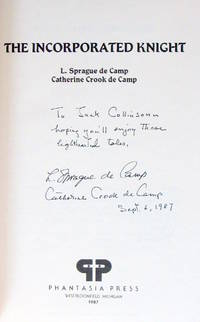 THE INCORPORATED KNIGHT
L. Sprague de Camp
Catherine Crook de Camp
To Jack Collinson
hoping you'll enjoy these
lighthearted tales.
L. Sprague de Camp
Catherine Crook de Camp
Sept. 6, 1987
PHANTASIA PRESS
WEST BLOOMFIELD, MICHIGAN
1987